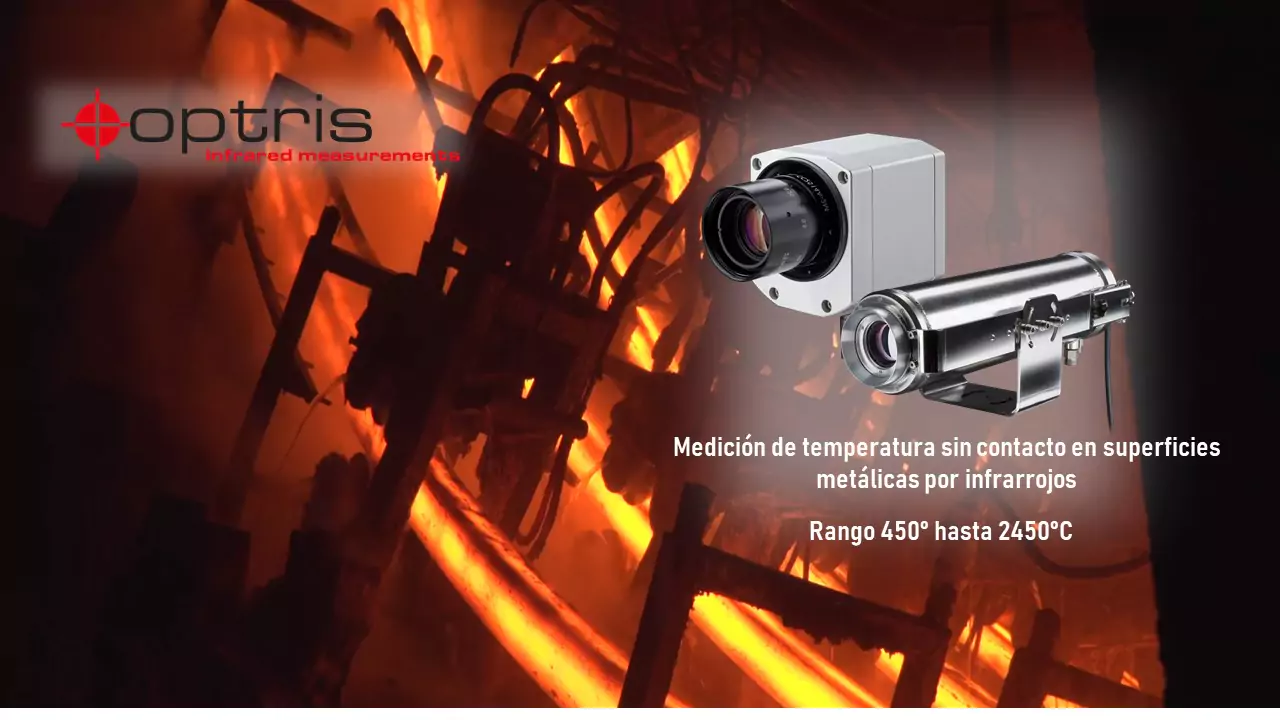 optris
infrared measurements
Medición de temperatura sin contacto en superficies
metálicas por infrarrojos
Rango 450° hasta 2450°C